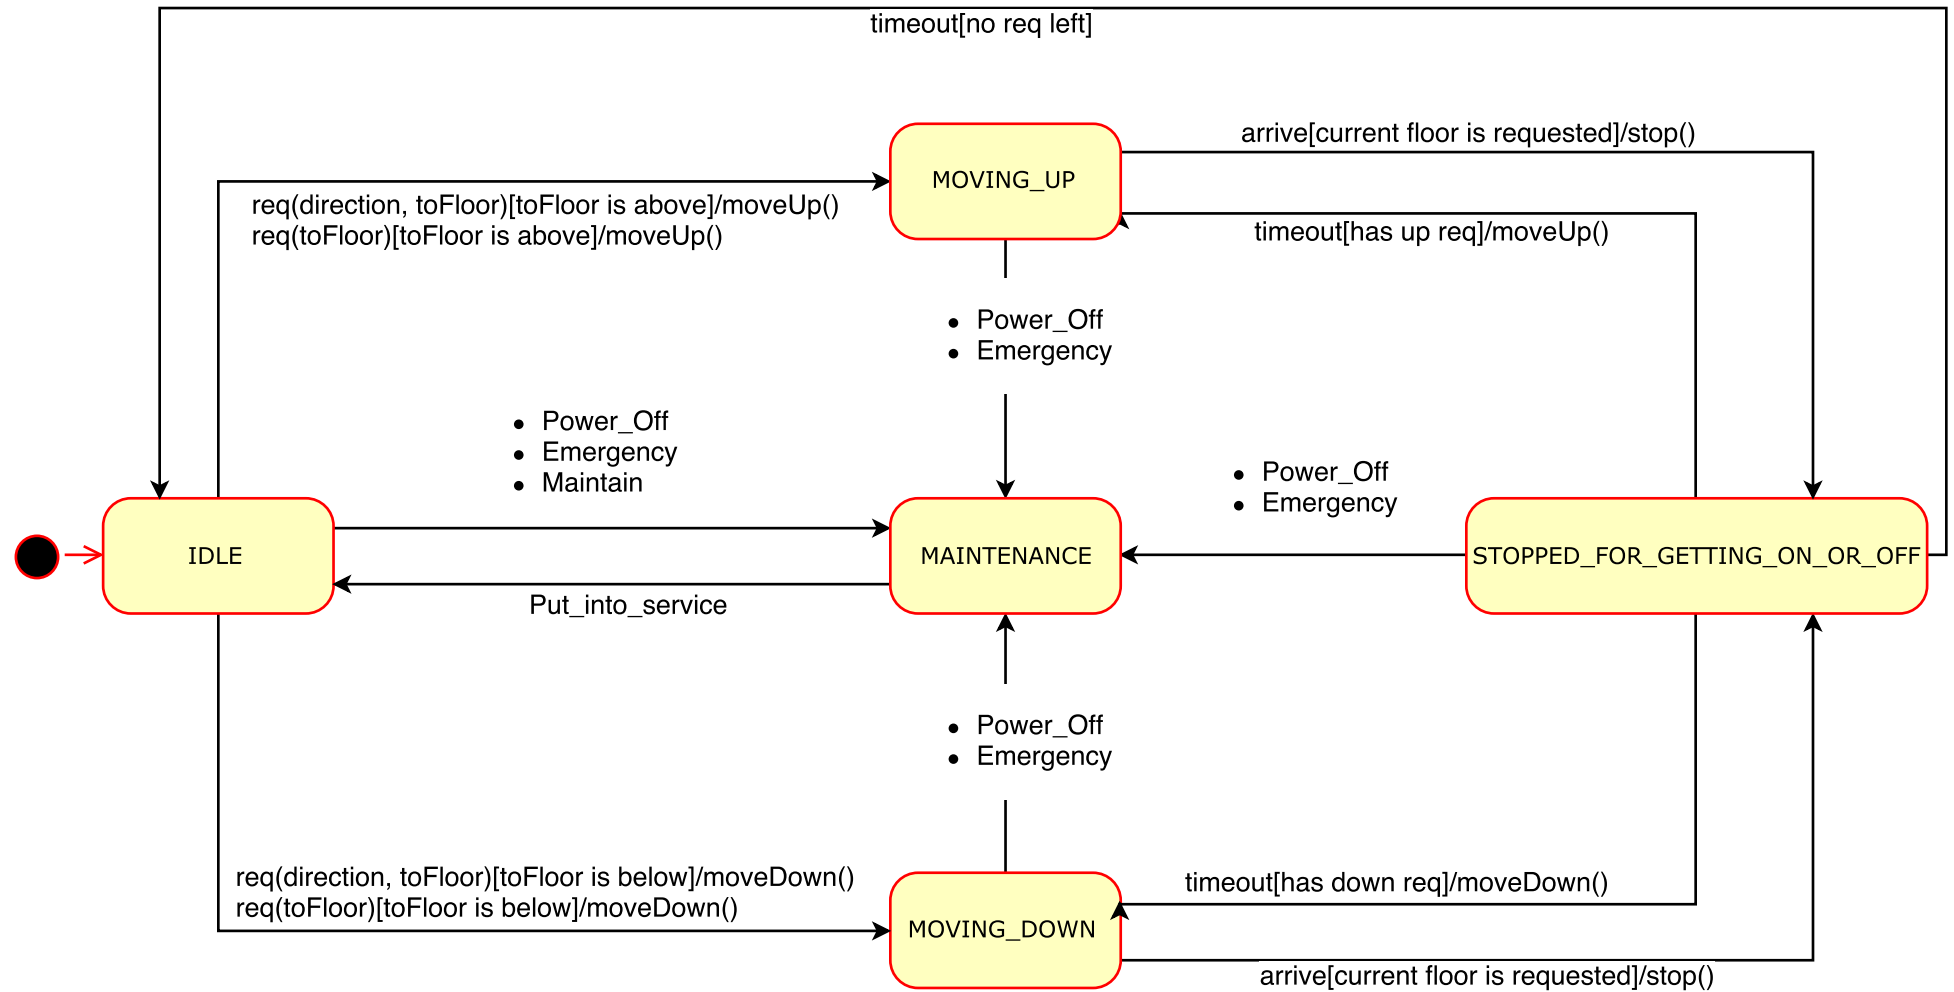 timeout[no req left]
arrive[current floor is requested]/stop()
MOVING_UP
req(direction, toFloor)[toFloor is above]/moveUp()
req(toFloor)[toFloor is above]/moveUp()
timeout[has up req]/moveUp()
• Power_Off
• Emergency
• Power_Off
• Emergency
• Maintain
• Power_Off
• Emergency
IDLE
MAINTENANCE
STOPPED_FOR_GETTING_ON_OR_OFF
Put_into_service
• Power_Off
• Emergency
req(direction, toFloor)[toFloor is below]/moveDown()
req(toFloor)[toFloor is below]/moveDown()
timeout[has down req]/moveDown()
MOVING_DOWN
arrive[current floor is requested]/stop()